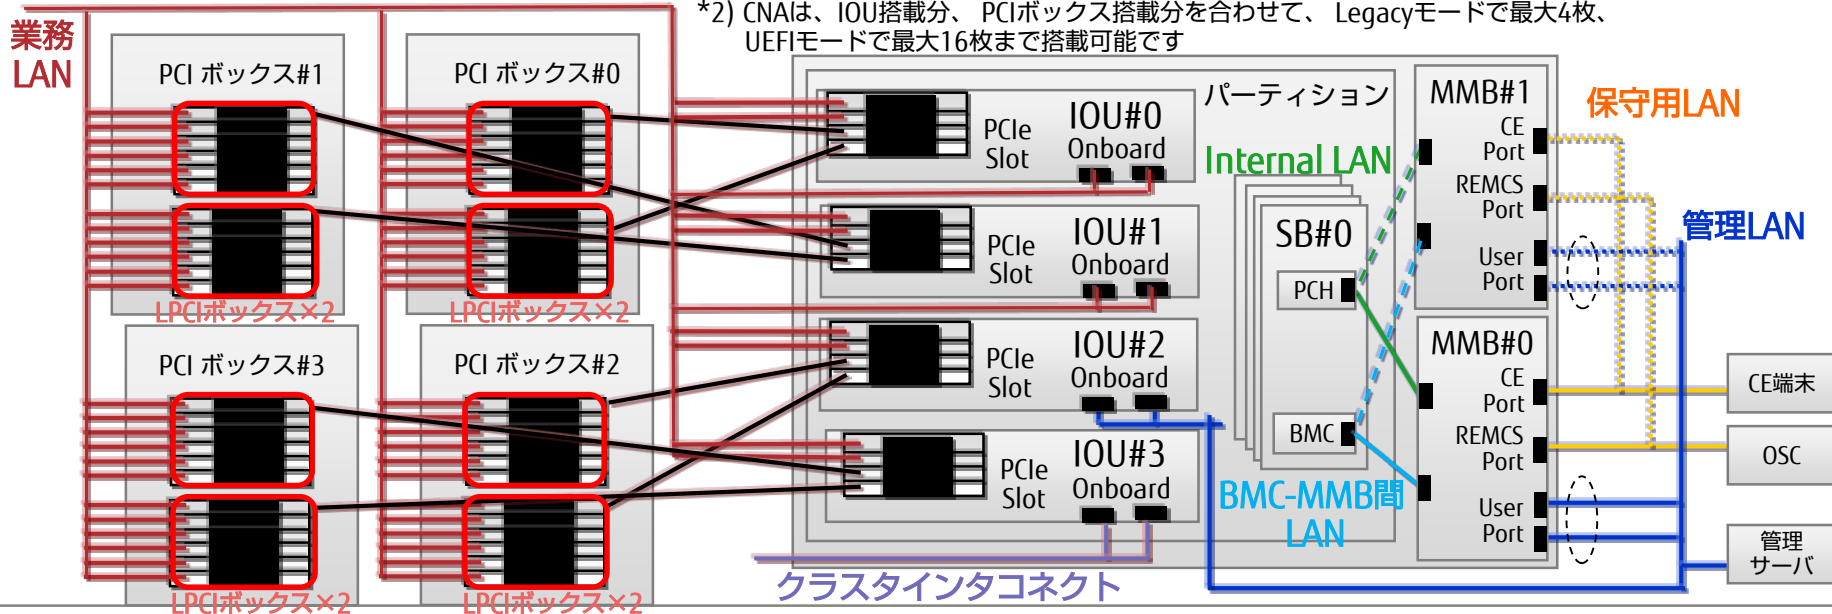 *2) CNAは、IOU搭載分、 PCIボックス搭載分を合わせて、 Legacyモードで最大4枚、
UEFIモードで最大16枚まで搭載可能です
業務
LAN
PCI ボックス#1
LPCIボックス×2
PCI ボックス#0
LPCIボックス×2
PCI ボックス#3
LPCIボックス×2
PCI ボックス#2
LPCIボックス×2
PCIe
Slot
IOU#0
Onboard
PCIe
Slot
IOU#1
Onboard
PCIe
Slot
IOU#2
Onboard
PCIe
Slot
IOU#3
Onboard
クラスタインタコネクト
パーティション
Internal LAN
SB#0
PCH
BMC
BMC-MMB間
LAN
MMB#1
CE
Port
REMCS
Port
User
Port
MMB#0
CE
Port
REMCS
Port
User
Port
保守用LAN
管理LAN
CE端末
OSC
管理
サーバ